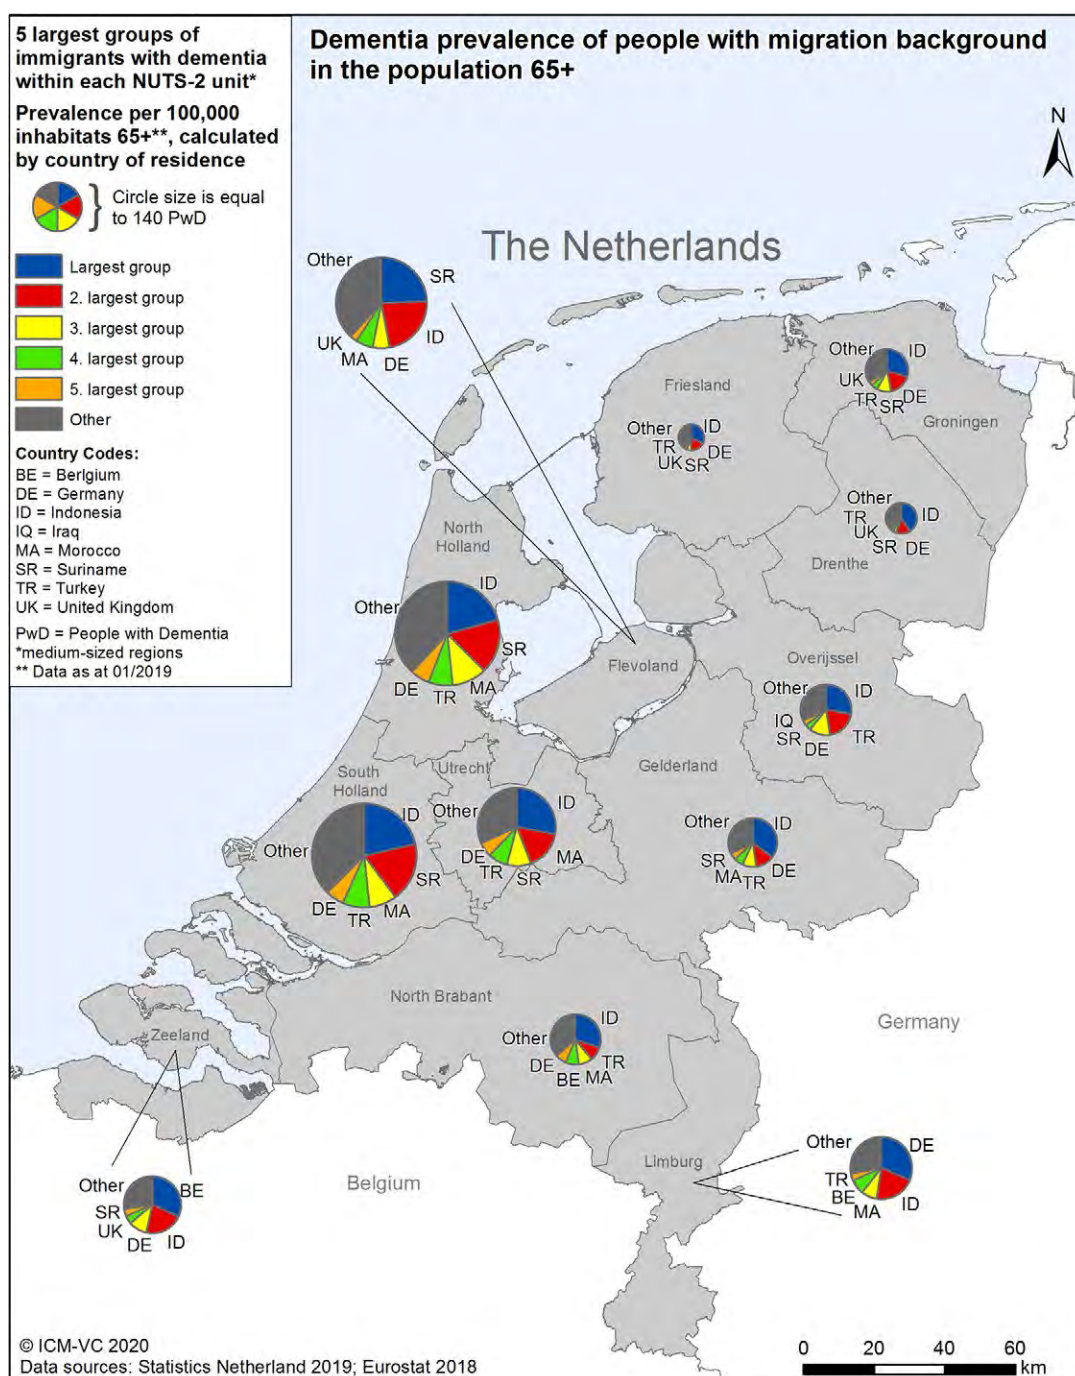 5 largest groups of
immigrants with dementia
within each NUTS-2 unit*
Prevalence per 100,000
inhabitats 65+**, calculated
by country of residence
Circle size is equal
to 140 PwD
Largest group
2. largest group
3. largest group
4. largest group
5. largest group
Other
Country Codes:
BE = Berlgium
DE = Germany
ID = Indonesia
IQ = Iraq
MA = Morocco
SR = Suriname
TR = Turkey
UK = United Kingdom
PwD = People with Dementia
*medium-sized regions
** Data as at 01/2019
Dementia prevalence of people with migration background
in the population 65+
N
The Netherlands
Other
SR
ID
DE
MA
UK
Friesland
Other
ID
DE
SR
UK
TR
Other
ID
DE
SR
TR
UK
Groningen
Other
ID
DE
SR
UK
TR
Drenthe
North
Holland
Other
ID
SR
MA
TR
DE
Flevoland
Overijssel
Other
ID
TR
DE
SR
IQ
South
Holland
Other
ID
SR
MA
TR
DE
Utrecht
Other
ID
MA
SR
TR
DE
Gelderland
Other
ID
DE
TR
MA
SR
North Brabant
Other
ID
TR
MA
BE
DE
Zeeland
Other
BE
ID
DE
UK
SR
Limburg
Other
DE
ID
MA
BE
TR
Germany
Belgium
© ICM-VC 2020
Data sources: Statistics Netherland 2019; Eurostat 2018
0 20 40 60
km